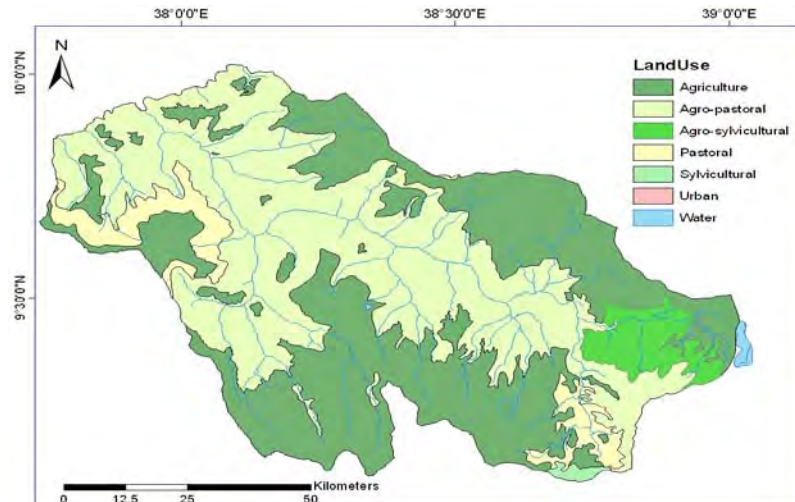 38°0'0"E 38°30'0"E 39°0'0"E
10°0'0"N
N
9°30'0"N
LandUse
Agriculture
Agro-pastoral
Agro-sylvicultural
Pastoral
Sylvicultural
Urban
Water
Kilometers
0 12.5 25 50